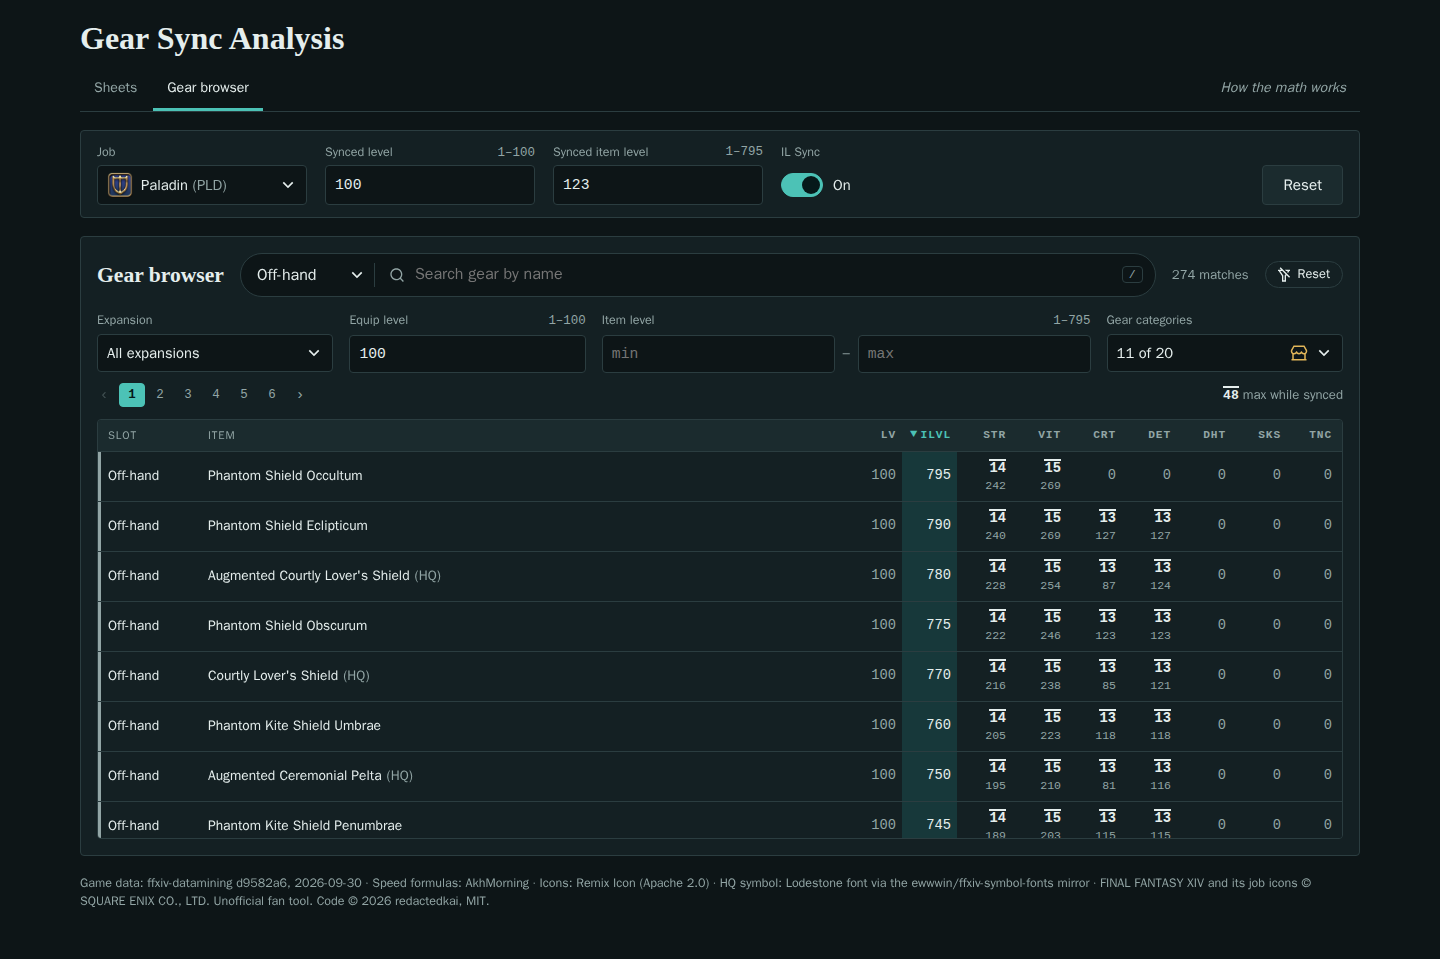 Gear Sync Analysis
Sheets Gear browser How the math works
Job Synced level 1–100 Synced item level 1–795 IL Sync
Paladin (PLD) 100 123 On Reset
Gear browser Off-hand Search gear by name / 274 matches Reset
Expansion Equip level 1–100 Item level 1–795 Gear categories
All expansions 100 min – max 11 of 20
‹ 1 2 3 4 5 6 › 48 max while synced
SLOT ITEM LV ▼ILVL STR VIT CRT DET DHT SKS TNC
Off-hand Phantom Shield Occultum 100 795 14 15 0 0 0 0 0
242 269
Off-hand Phantom Shield Eclipticum 100 790 14 15 13 13 0 0 0
240 269 127 127
Off-hand Augmented Courtly Lover's Shield (HQ) 100 780 14 15 13 13 0 0 0
228 254 87 124
Off-hand Phantom Shield Obscurum 100 775 14 15 13 13 0 0 0
222 246 123 123
Off-hand Courtly Lover's Shield (HQ) 100 770 14 15 13 13 0 0 0
216 238 85 121
Off-hand Phantom Kite Shield Umbrae 100 760 14 15 13 13 0 0 0
205 223 118 118
Off-hand Augmented Ceremonial Pelta (HQ) 100 750 14 15 13 13 0 0 0
195 210 81 116
Off-hand Phantom Kite Shield Penumbrae 100 745 14 15 13 13 0 0 0
189 203 115 115
Game data: ffxiv-datamining d9582a6, 2026-09-30 · Speed formulas: AkhMorning · Icons: Remix Icon (Apache 2.0) · HQ symbol: Lodestone font via the ewwwin/ffxiv-symbol-fonts mirror · FINAL FANTASY XIV and its job icons ©
SQUARE ENIX CO., LTD. Unofficial fan tool. Code © 2026 redactedkai, MIT.